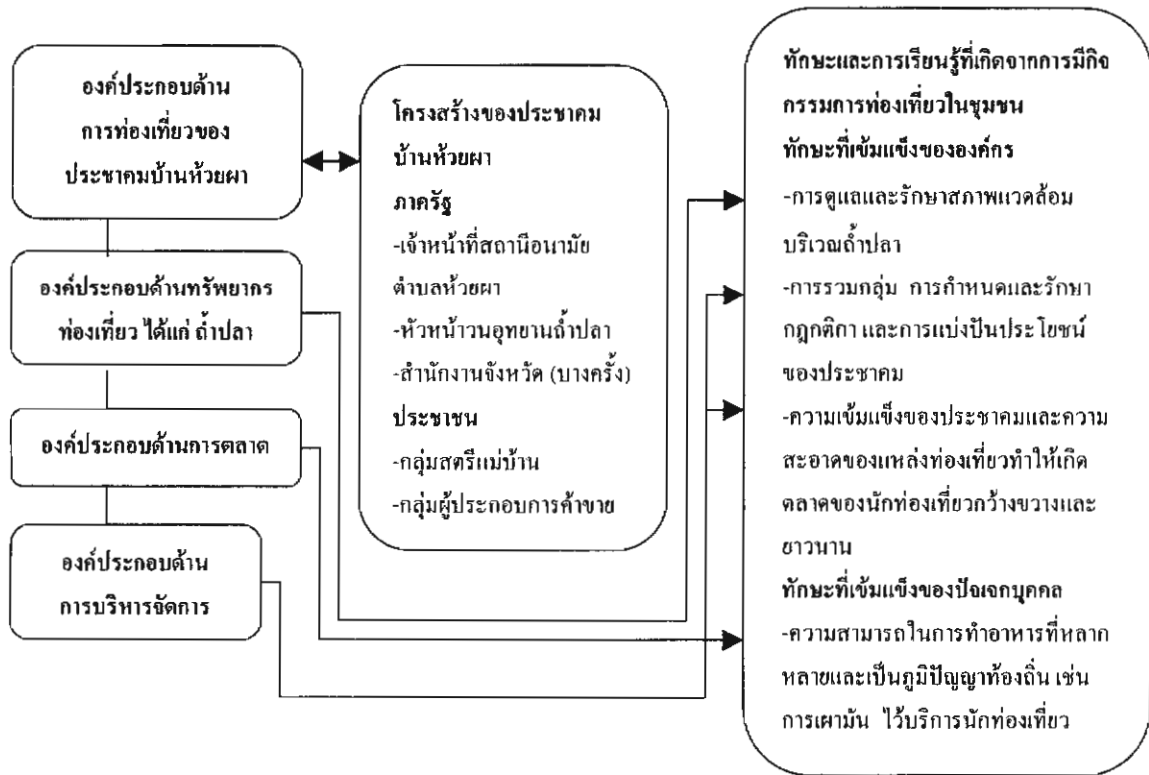 องค์ประกอบด้าน
การท่องเที่ยวของ
ประชาคมบ้านห้วยผา
องค์ประกอบด้านทรัพยากร
ท่องเที่ยว ได้แก่ ถ้ำปลา
องค์ประกอบด้านการตลาด
องค์ประกอบด้าน
การบริหารจัดการ
โครงสร้างของประชาคม
บ้านห้วยผา
ภาครัฐ
-เจ้าหน้าที่สถานีอนามัย
ตำบลห้วยผา
-หัวหน้าวนอุทยานถ้ำปลา
-สำนักงานจังหวัด (บางครั้ง)
ประชาชน
-กลุ่มสตรีแม่บ้าน
-กลุ่มผู้ประกอบการค้าขาย
ทักษะและการเรียนรู้ที่เกิดจากการมีกิจ
กรรมการท่องเที่ยวในชุมชน
ทักษะที่เข้มแข็งขององค์กร
-การดูแลและรักษาสภาพแวดล้อม
บริเวณถ้ำปลา
-การรวมกลุ่ม การกำหนดและรักษา
กฎกติกา และการแบ่งปันประโยชน์
ของประชาคม
-ความเข้มแข็งของประชาคมและความ
สะอาดของแหล่งท่องเที่ยวทำให้เกิด
ตลาดของนักท่องเที่ยวกว้างขวางและ
ยาวนาน
ทักษะที่เข้มแข็งของปัจเจกบุคคล
-ความสามารถในการทำอาหารที่หลาก
หลายและเป็นภูมิปัญญาท้องถิ่น เช่น
การเผามัน ไว้บริการนักท่องเที่ยว